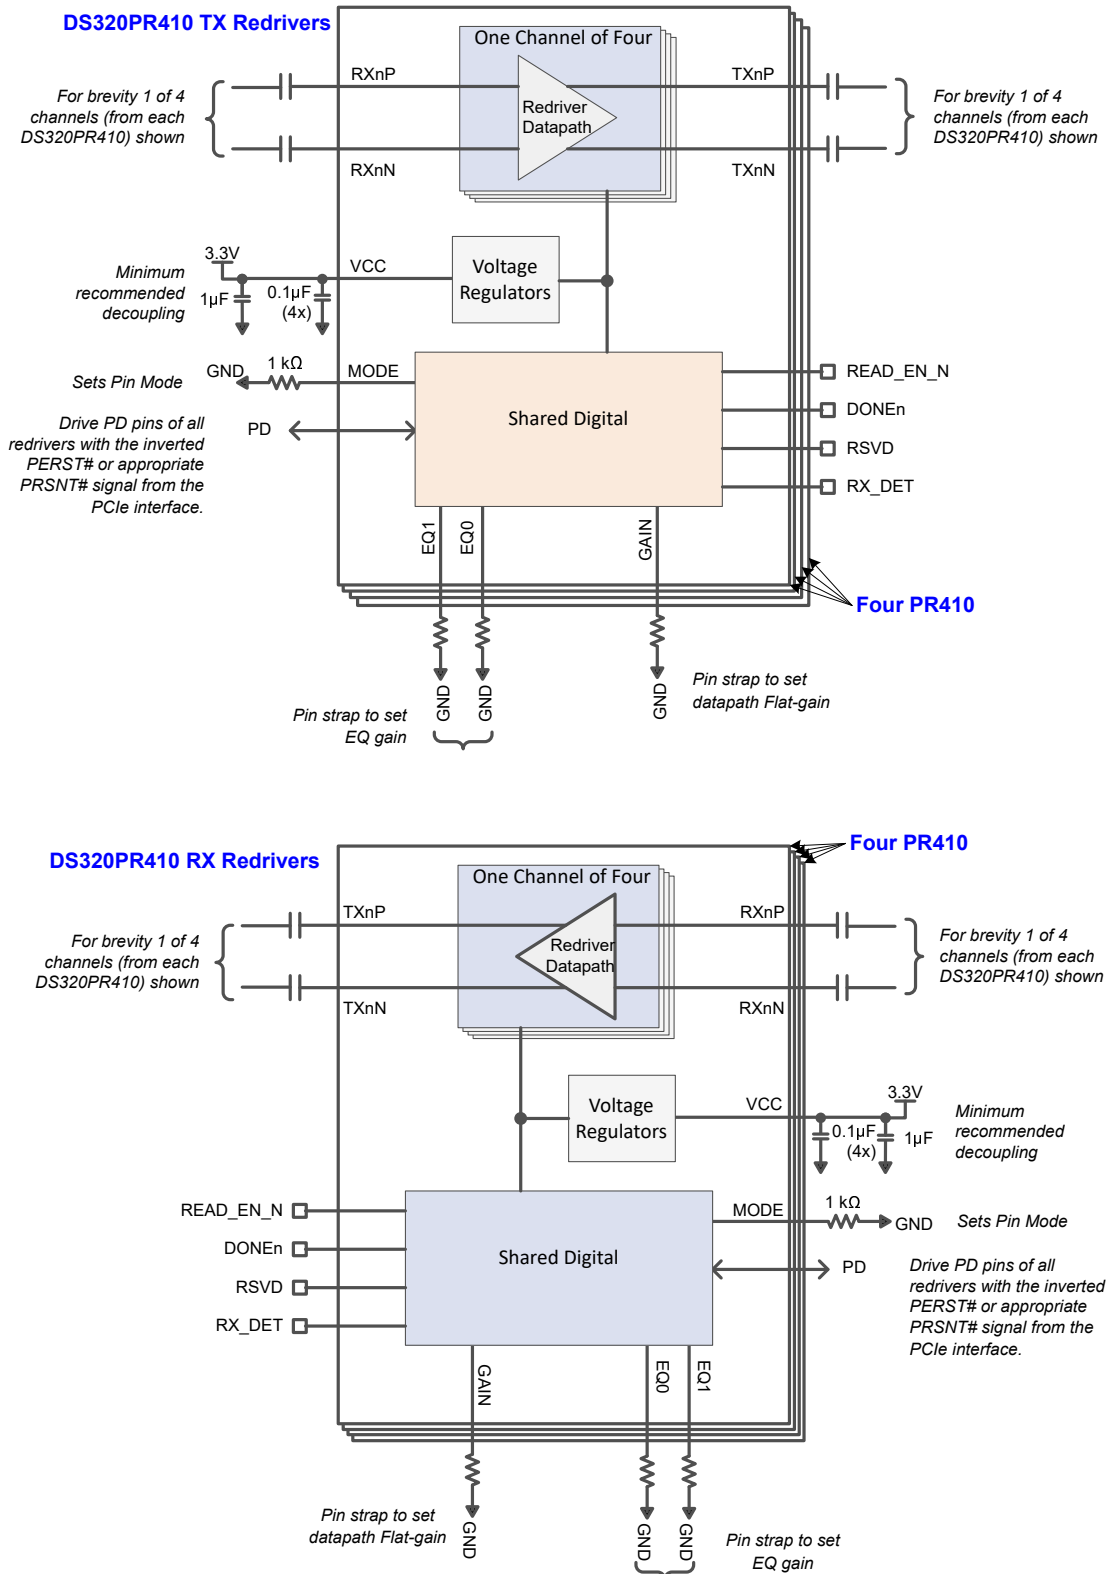 DS320PR410 TX Redrivers
One Channel of Four
RXnP
TXnP
For brevity 1 of 4
channels (from each
DS320PR410) shown
Redriver
Datapath
For brevity 1 of 4
channels (from each
DS320PR410) shown
RXnN
TXnN
3.3V
VCC
Voltage
Regulators
Minimum
recommended
decoupling
1µF
0.1µF
(4x)
Sets Pin Mode
GND
1 kΩ
MODE
READ_EN_N
Shared Digital
DONEn
Drive PD pins of all
redrivers with the inverted
PERST# or appropriate
PRSNT# signal from the
PCIe interface.
PD
RSVD
RX_DET
EQ1
EQ0
GAIN
Four PR410
GND
GND
GND
Pin strap to set
datapath Flat-gain
Pin strap to set
EQ gain
Four PR410
DS320PR410 RX Redrivers
One Channel of Four
TXnP
RXnP
For brevity 1 of 4
channels (from each
DS320PR410) shown
Redriver
Datapath
For brevity 1 of 4
channels (from each
DS320PR410) shown
TXnN
RXnN
Voltage
Regulators
VCC
3.3V
0.1µF
(4x)
1µF
Minimum
recommended
decoupling
READ_EN_N
MODE
1 kΩ
GND
Sets Pin Mode
DONEn
Shared Digital
PD
Drive PD pins of all
redrivers with the inverted
PERST# or appropriate
PRSNT# signal from the
PCIe interface.
RSVD
RX_DET
GAIN
EQ0
EQ1
Pin strap to set
datapath Flat-gain
GND
GND
GND
Pin strap to set
EQ gain